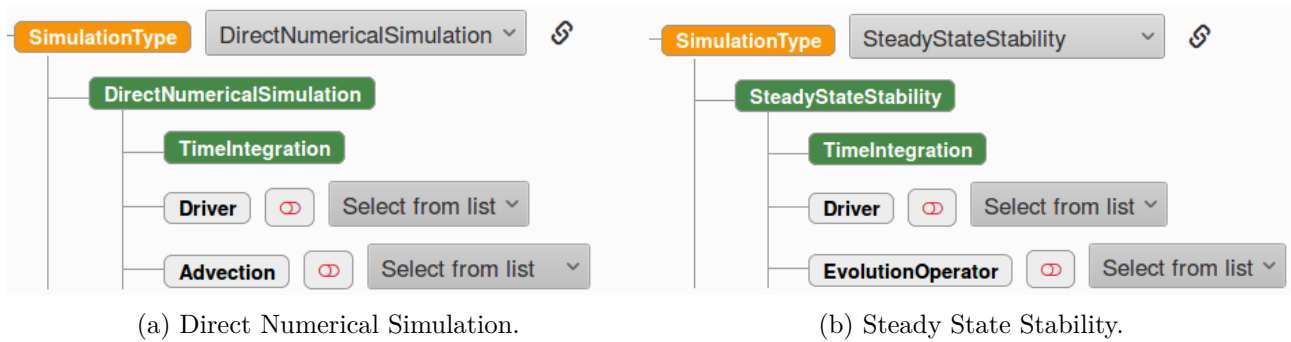 SimulationType DirectNumericalSimulation
DirectNumericalSimulation
TimeIntegration
Driver Select from list
Advection Select from list
(a) Direct Numerical Simulation.
SimulationType SteadyStateStability
SteadyStateStability
TimeIntegration
Driver Select from list
EvolutionOperator Select from list
(b) Steady State Stability.